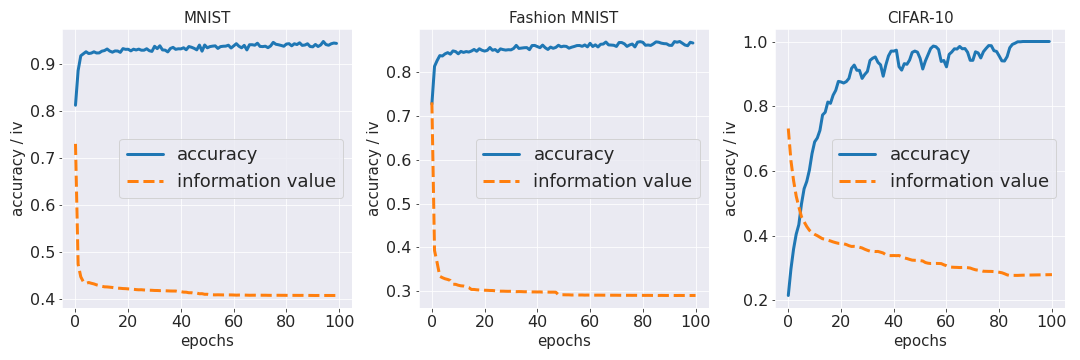 MNIST
accuracy / iv
0.9
0.8
0.7
0.6
0.5
0.4
accuracy
information value
0 20 40 60 80 100
epochs
Fashion MNIST
accuracy / iv
0.8
0.7
0.6
0.5
0.4
0.3
accuracy
information value
0 20 40 60 80 100
epochs
CIFAR-10
accuracy / iv
1.0
0.8
0.6
0.4
0.2
accuracy
information value
0 20 40 60 80 100
epochs